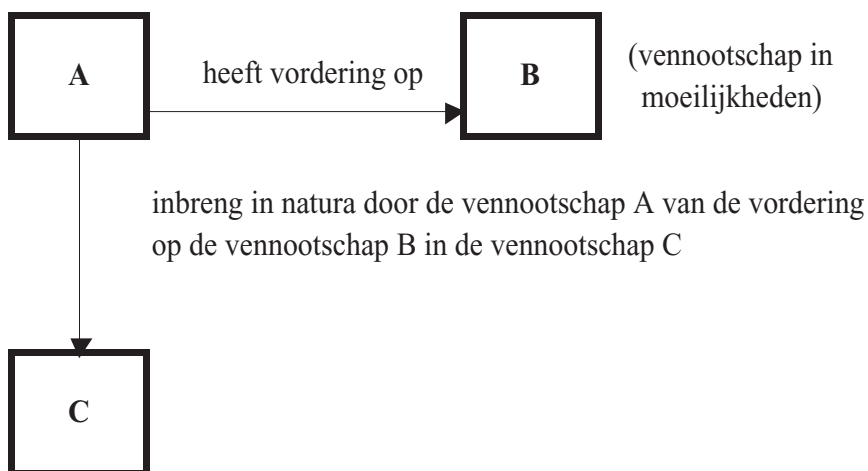 A
heeft vordering op
B
(vennootschap in
moeilijkheden)
inbreng in natura door de vennootschap A van de vordering
op de vennootschap B in de vennootschap C
C